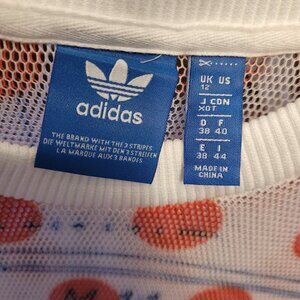 adidas
THE BRAND WITH THE 3 STRIPES
DIE WELTMARKE MIT DEN 3 STREIFEN
LA MARQUE AUX 3 BANDES
UK US
12
J CDN
XOT
D F
38 40
E I
38 44
MADE IN
CHINA